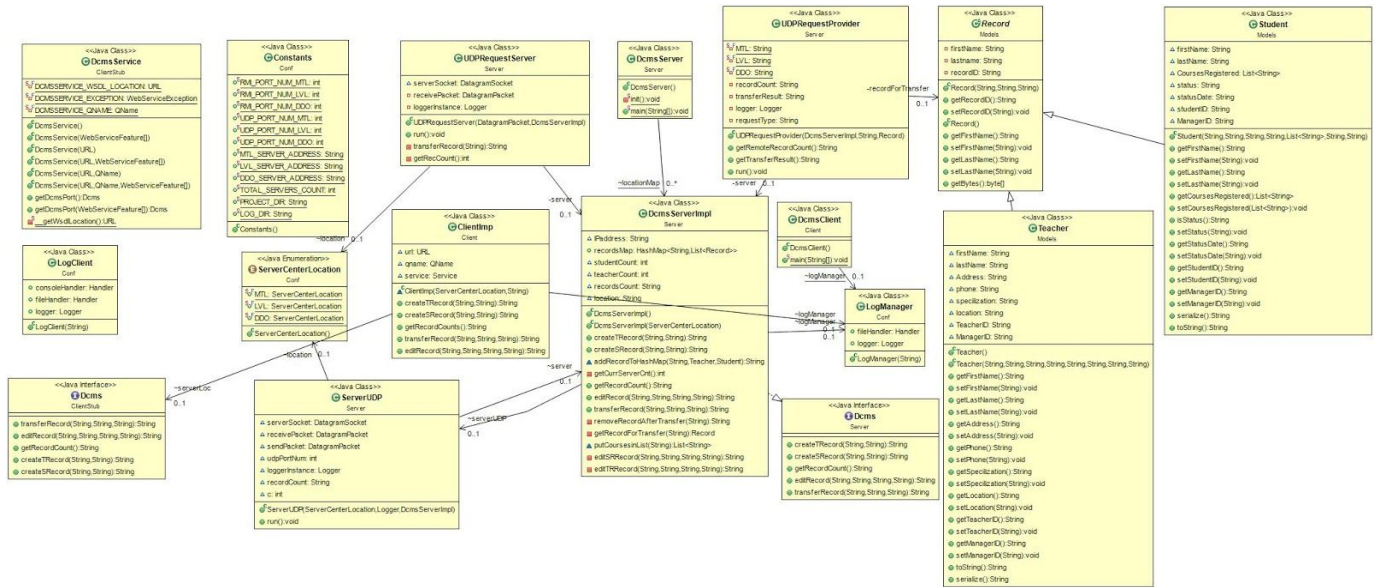 <<Java Class>>
DcmsService
ClientStub
DCMSSERVICE_WSDL_LOCATION: URL
DCMSSERVICE_EXCEPTION: WebServiceException
DCMSSERVICE_QNAME: QName
DcmsService()
DcmsService(WebServiceFeature[])
DcmsService(URL)
DcmsService(URL,WebServiceFeature[])
DcmsService(URL,QName)
DcmsService(URL,QName,WebServiceFeature[])
getDcmsPort():Dcms
getDcmsPort(WebServiceFeature[]):Dcms
__getWsdlLocation():URL
<<Java Class>>
Constants
Conf
RMI_PORT_NUM_MTL: int
RMI_PORT_NUM_LVL: int
RMI_PORT_NUM_DDO: int
UDP_PORT_NUM_MTL: int
UDP_PORT_NUM_LVL: int
UDP_PORT_NUM_DDO: int
MTL_SERVER_ADDRESS: String
LVL_SERVER_ADDRESS: String
DDO_SERVER_ADDRESS: String
TOTAL_SERVERS_COUNT: int
PROJECT_DIR: String
LOG_DIR: String
Constants()
<<Java Class>>
UDPRequestServer
Server
serverSocket: DatagramSocket
receivePacket: DatagramPacket
loggerInstance: Logger
UDPRequestServer(DatagramPacket,DcmsServerImpl)
run():void
transferRecord(String):String
getRecCount():int
<<Java Class>>
DcmsServer
Server
DcmsServer()
init():void
main(String[]):void
<<Java Class>>
UDPRequestProvider
Server
MTL: String
LVL: String
DDO: String
recordCount: String
transferResult: String
logger: Logger
requestType: String
UDPRequestProvider(DcmsServerImpl,String,Record)
getRemoteRecordCount():String
getTransferResult():String
run():void
-recordForTransfer
0..1
<<Java Class>>
Record
Models
firstName: String
lastname: String
recordID: String
Record(String,String,String)
getRecordID():String
setRecordID(String):void
Record()
getFirstName():String
setFirstName(String):void
getLastName():String
setLastName(String):void
getBytes():byte[]
<<Java Class>>
Student
Models
firstName: String
lastName: String
CoursesRegistered: List<String>
status: String
statusDate: String
studentID: String
ManagerID: String
Student(String,String,String,String,List<String>,String,String)
getFirstName():String
setFirstName(String):void
getLastName():String
setLastName(String):void
getCoursesRegistered():List<String>
setCoursesRegistered(List<String>):void
isStatus():String
setStatus(String):void
getStatusDate():String
setStatusDate(String):void
getStudentID():String
setStudentID(String):void
getManagerID():String
setManagerID(String):void
serialize():String
toString():String
<<Java Class>>
LogClient
Conf
consoleHandler: Handler
fileHandler: Handler
logger: Logger
LogClient(String)
~location
0..1
<<Java Enumeration>>
ServerCenterLocation
Conf
MTL: ServerCenterLocation
LVL: ServerCenterLocation
DDO: ServerCenterLocation
ServerCenterLocation()
~location
0..1
<<Java Class>>
ClientImp
Client
url: URL
qname: QName
service: Service
ClientImp(ServerCenterLocation,String)
createTRecord(String,String):String
createSRecord(String,String):String
getRecordCounts():String
transferRecord(String,String,String):String
editRecord(String,String,String,String):String
~server
0..1
~locationMap
0..*
-server
0..1
<<Java Class>>
DcmsServerImpl
Server
IPaddress: String
recordsMap: HashMap<String,List<Record>>
studentCount: int
teacherCount: int
recordsCount: int
location: String
DcmsServerImpl()
DcmsServerImpl(ServerCenterLocation)
createTRecord(String,String):String
createSRecord(String,String):String
addRecordToHashMap(String,Teacher,Student):String
getCurrServerCnt():int
getRecordCount():String
editRecord(String,String,String,String):String
transferRecord(String,String,String):String
removeRecordAfterTransfer(String):String
getRecordForTransfer(String):Record
putCoursesinList(String):List<String>
editSRRecord(String,String,String,String):String
editTRRecord(String,String,String,String):String
<<Java Class>>
DcmsClient
Client
DcmsClient()
main(String[]):void
~logManager
0..1
~logManager
~logManager
0..1
0..1
<<Java Class>>
LogManager
Conf
fileHandler: Handler
logger: Logger
LogManager(String)
<<Java Class>>
Teacher
Models
firstName: String
lastName: String
Address: String
phone: String
specilization: String
location: String
TeacherID: String
ManagerID: String
Teacher()
Teacher(String,String,String,String,String,String,String,String)
getFirstName():String
setFirstName(String):void
getLastName():String
setLastName(String):void
getAddress():String
setAddress(String):void
getPhone():String
setPhone(String):void
getSpecilization():String
setSpecilization(String):void
getLocation():String
setLocation(String):void
getTeacherID():String
setTeacherID(String):void
getManagerID():String
setManagerID(String):void
toString():String
serialize():String
<<Java Interface>>
Dcms
ClientStub
transferRecord(String,String,String):String
editRecord(String,String,String,String):String
getRecordCount():String
createTRecord(String,String):String
createSRecord(String,String):String
~serverLoc
0..1
<<Java Class>>
ServerUDP
Server
serverSocket: DatagramSocket
receivePacket: DatagramPacket
sendPacket: DatagramPacket
udpPortNum: int
loggerInstance: Logger
recordCount: String
c: int
ServerUDP(ServerCenterLocation,Logger,DcmsServerImpl)
run():void
~server
0..1
~serverUDP
0..1
<<Java Interface>>
Dcms
Server
createTRecord(String,String):String
createSRecord(String,String):String
getRecordCount():String
editRecord(String,String,String,String):String
transferRecord(String,String,String):String